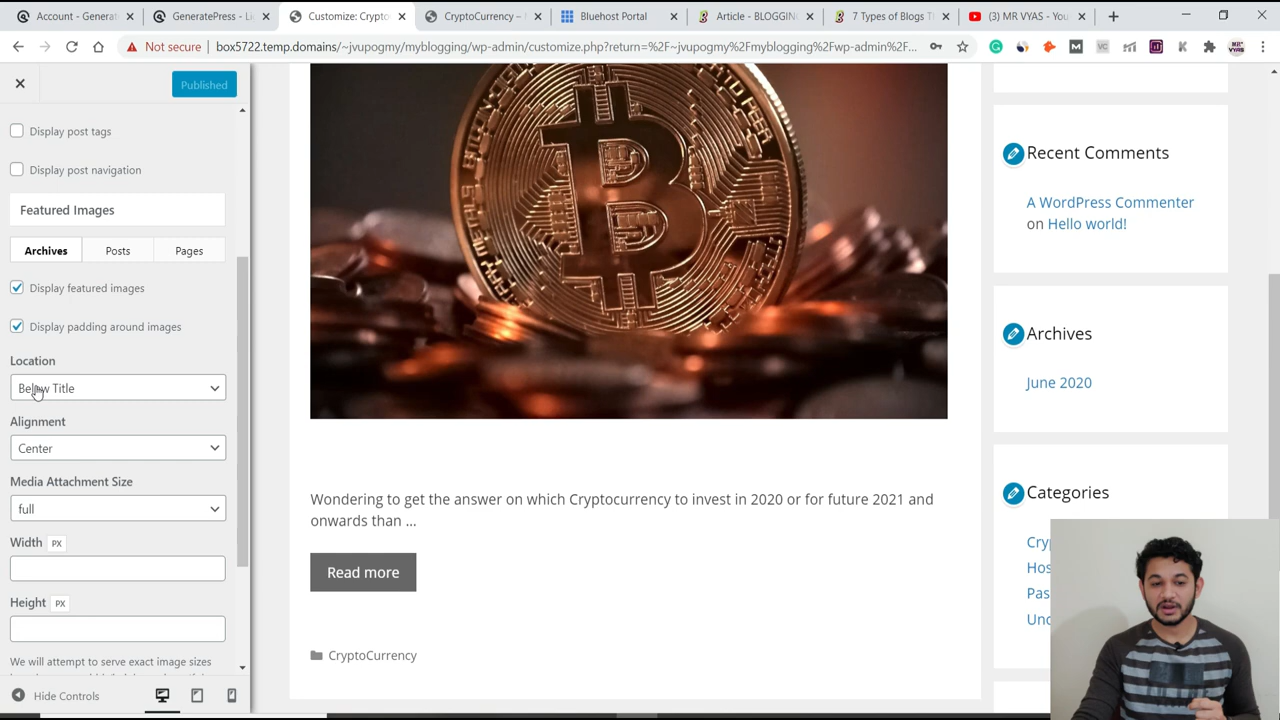 Account - Generat
GeneratePress - Li
Customize: Crypto
CryptoCurrency –
Bluehost Portal
Article - BLOGGIN
7 Types of Blogs T
(3) MR VYAS - You
Not secure
box5722.temp.domains/~jvupogmy/myblogging/wp-admin/customize.php?return=%2F~jvupogmy%2Fmyblogging%2Fwp-admin%2F...
Published
Display post tags
Display post navigation
Featured Images
Archives
Posts
Pages
Display featured images
Display padding around images
Location
Below Title
Alignment
Center
Media Attachment Size
full
Width PX
Height PX
We will attempt to serve exact image sizes
Hide Controls
Wondering to get the answer on which Cryptocurrency to invest in 2020 or for future 2021 and
onwards than ...
Read more
CryptoCurrency
Recent Comments
A WordPress Commenter
on Hello world!
Archives
June 2020
Categories
Cry
Hos
Pas
Unc